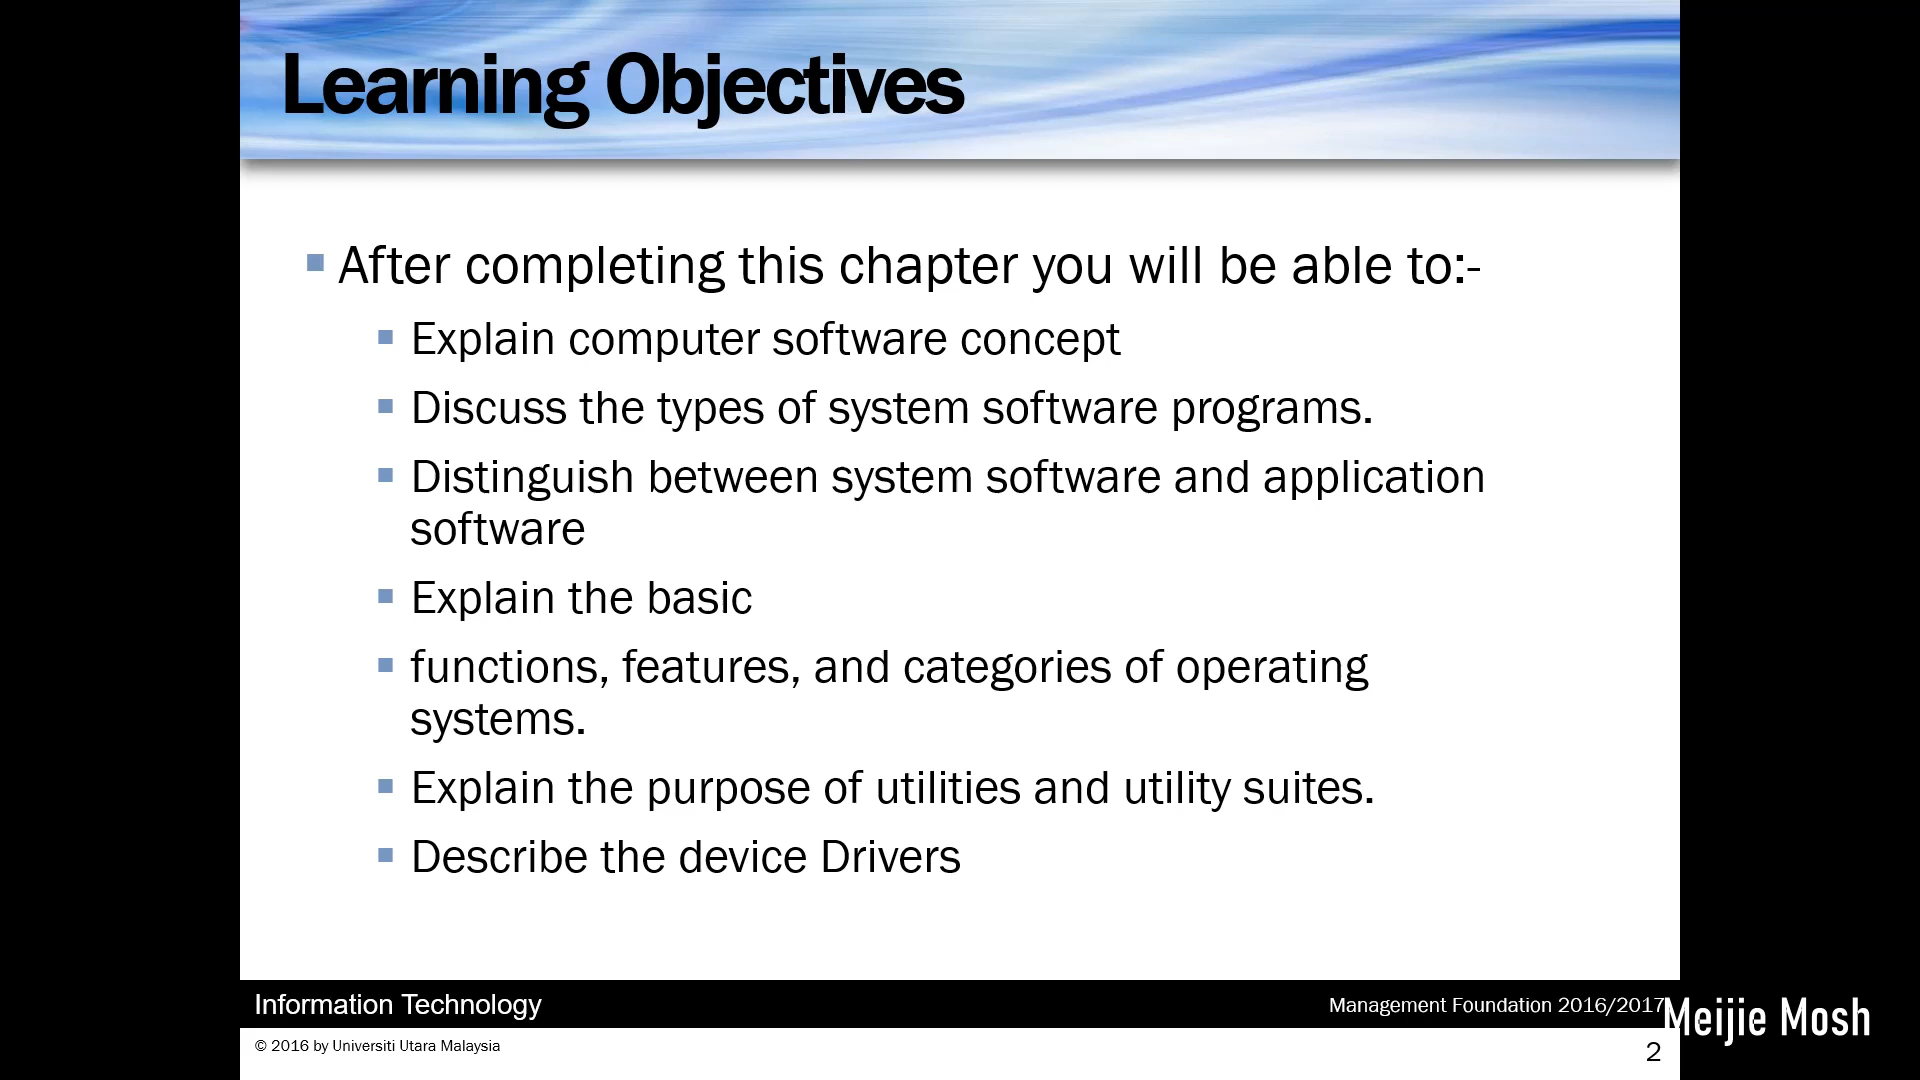 Learning Objectives
After completing this chapter you will be able to:-
Explain computer software concept
Discuss the types of system software programs.
Distinguish between system software and application
software
Explain the basic
functions, features, and categories of operating
systems.
Explain the purpose of utilities and utility suites.
Describe the device Drivers
Information Technology
Management Foundation 2016/2017
Meijie Mosh
© 2016 by Universiti Utara Malaysia
2